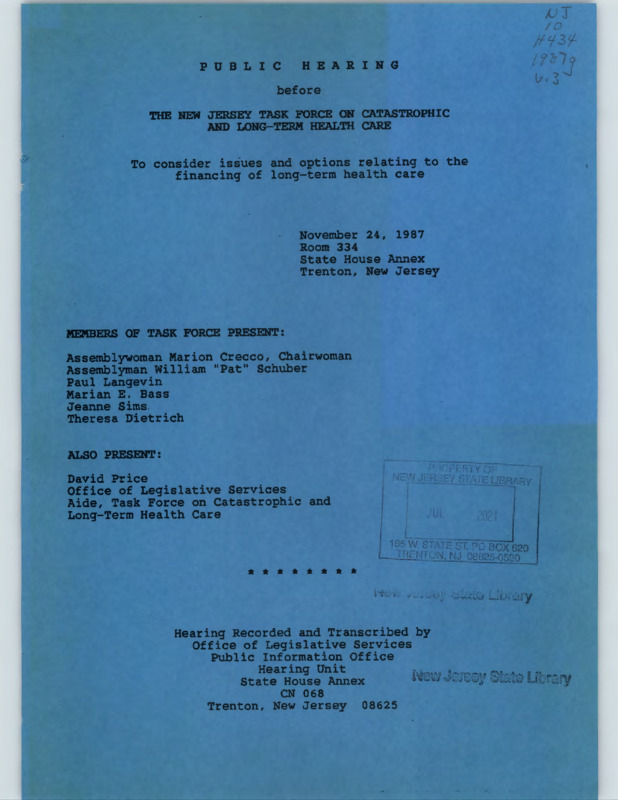 NJ
10
H434
1987g
v.3
PUBLIC HEARING
before
THE NEW JERSEY TASK FORCE ON CATASTROPHIC
AND LONG-TERM HEALTH CARE
To consider issues and options relating to the
financing of long-term health care
November 24, 1987
Room 334
State House Annex
Trenton, New Jersey
MEMBERS OF TASK FORCE PRESENT:
Assemblywoman Marion Crecco, Chairwoman
Assemblyman William "Pat" Schuber
Paul Langevin
Marian E. Bass
Jeanne Sims
Theresa Dietrich
ALSO PRESENT:
David Price
Office of Legislative Services
Aide, Task Force on Catastrophic and
Long-Term Health Care
PROPERTY OF
NEW JERSEY STATE LIBRARY
JUL 2021
185 W. STATE ST. PO BOX 520
TRENTON, NJ 08625-0520
* * * * * * * *
New Jersey State Library
Hearing Recorded and Transcribed by
Office of Legislative Services
Public Information Office
Hearing Unit
State House Annex
CN 068
Trenton, New Jersey 08625
New Jersey State Library